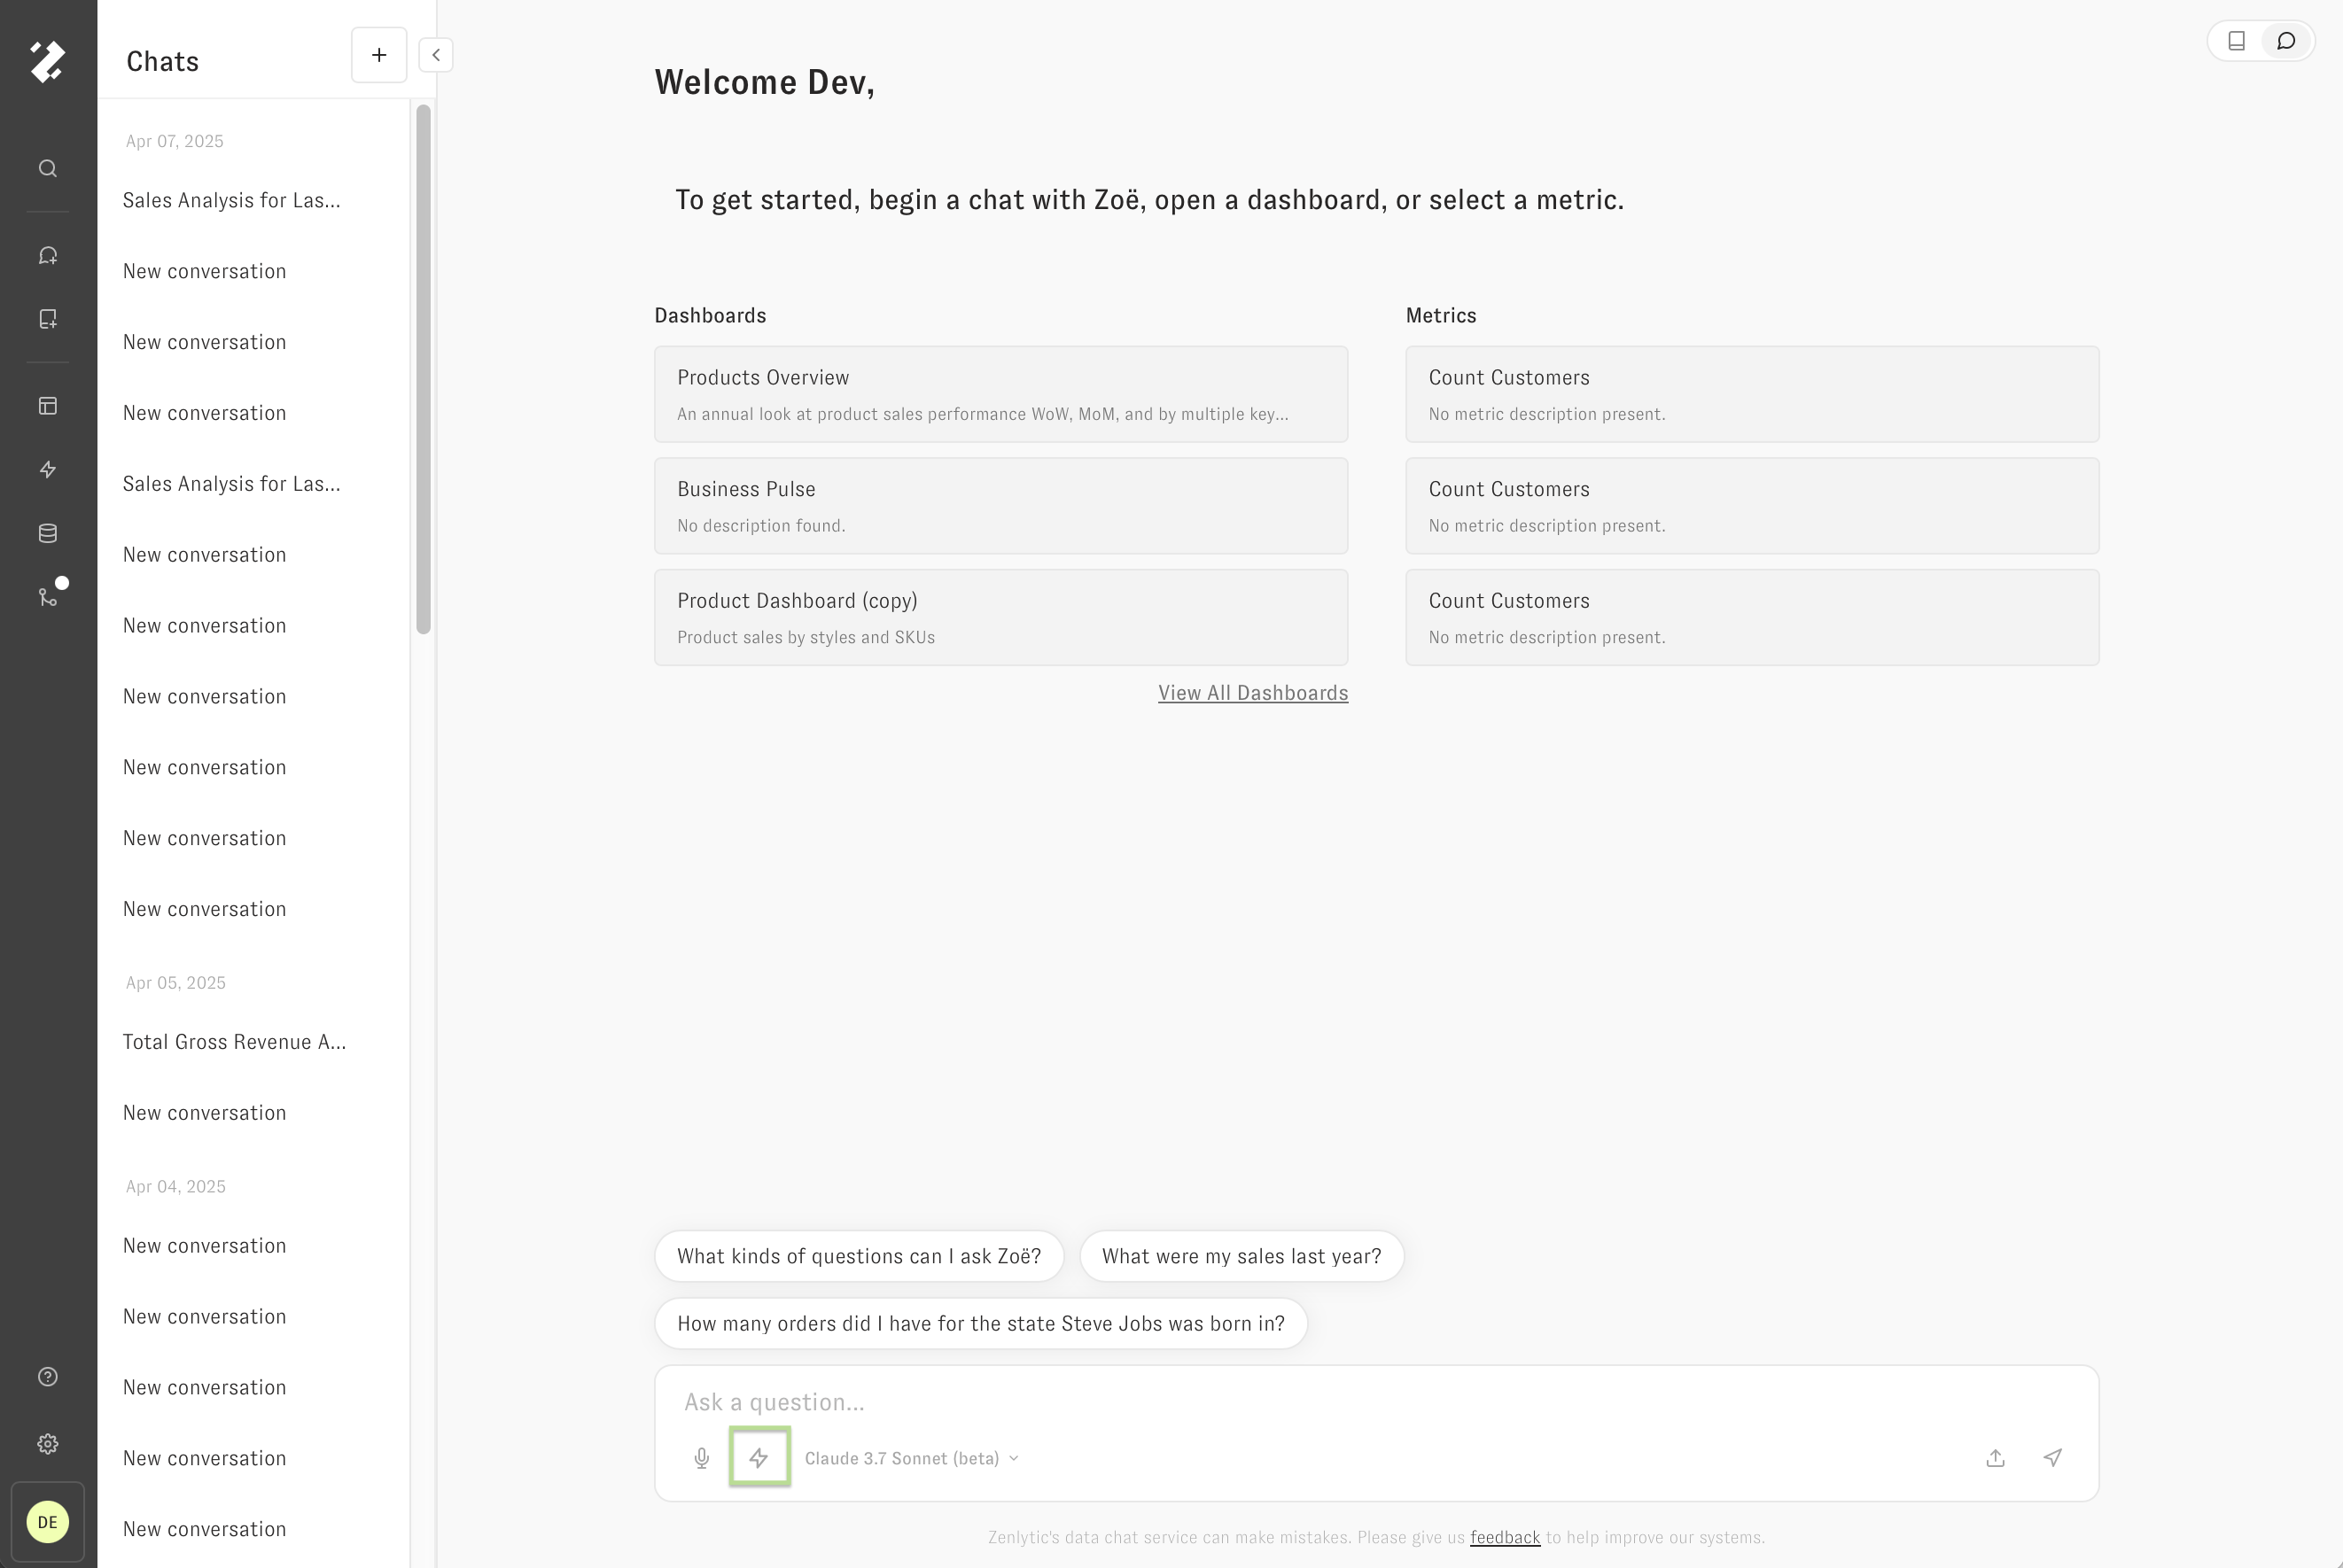 Chats
Apr 07, 2025
Sales Analysis for Las...
New conversation
New conversation
New conversation
Sales Analysis for Las...
New conversation
New conversation
New conversation
New conversation
New conversation
New conversation
Apr 05, 2025
Total Gross Revenue A...
New conversation
Apr 04, 2025
New conversation
New conversation
New conversation
New conversation
New conversation
DE
Welcome Dev,
To get started, begin a chat with Zoë, open a dashboard, or select a metric.
Dashboards
Products Overview
An annual look at product sales performance WoW, MoM, and by multiple key...
Business Pulse
No description found.
Product Dashboard (copy)
Product sales by styles and SKUs
View All Dashboards
Metrics
Count Customers
No metric description present.
Count Customers
No metric description present.
Count Customers
No metric description present.
What kinds of questions can I ask Zoë?
What were my sales last year?
How many orders did I have for the state Steve Jobs was born in?
Ask a question...
Claude 3.7 Sonnet (beta)
Zenlytic's data chat service can make mistakes. Please give us feedback to help improve our systems.